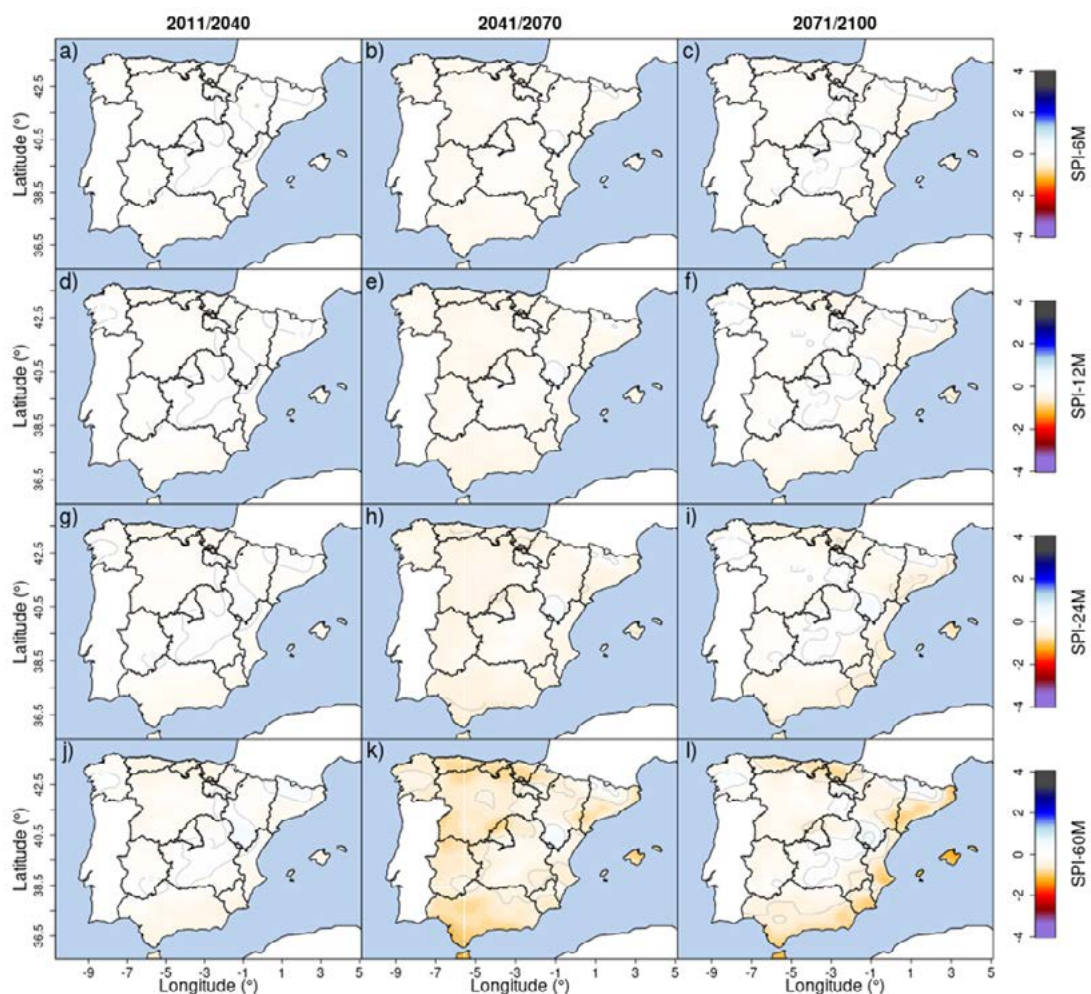 2011/2040 2041/2070 2071/2100
a) b) c)
Latitude (°) 36.5 38.5 40.5 42.5
SPI-6M -4 -2 0 2 4
d) e) f)
Latitude (°) 36.5 38.5 40.5 42.5
SPI-12M -4 -2 0 2 4
g) h) i)
Latitude (°) 36.5 38.5 40.5 42.5
SPI-24M -4 -2 0 2 4
j) k) l)
Latitude (°) 36.5 38.5 40.5 42.5
SPI-60M -4 -2 0 2 4
-9 -7 -5 -3 -1 1 3 5 -9 -7 -5 -3 -1 1 3 5 -9 -7 -5 -3 -1 1 3 5
Longitude (°) Longitude (°) Longitude (°)